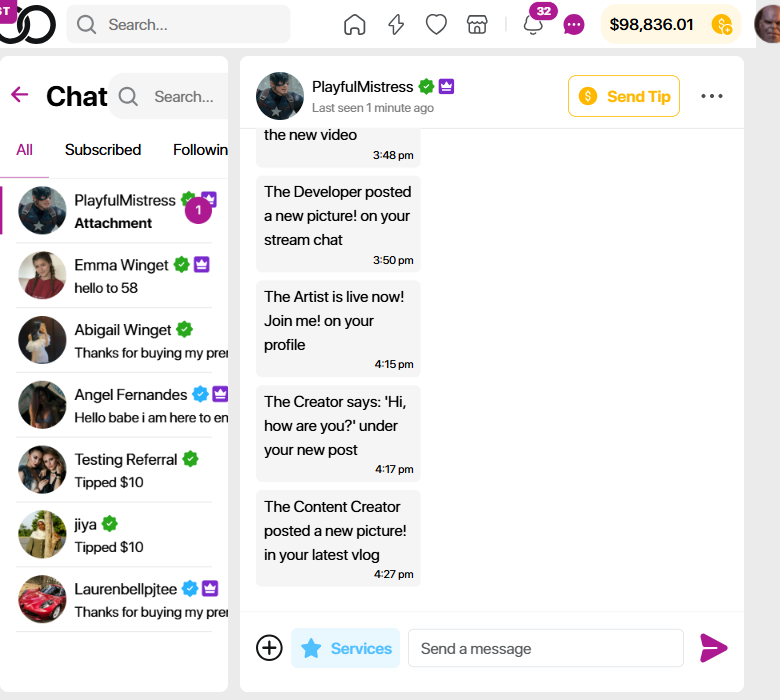 ST
Search...
32
$98,836.01
Chat
Search...
All
Subscribed
Followin
PlayfulMistress
1
Attachment
Emma Winget
hello to 58
Abigail Winget
Thanks for buying my prer
Angel Fernandes
Hello babe i am here to en
Testing Referral
Tipped $10
jiya
Tipped $10
Laurenbellpjtee
Thanks for buying my prer
PlayfulMistress
Last seen 1 minute ago
Send Tip
the new video
3:48 pm
The Developer posted
a new picture! on your
stream chat
3:50 pm
The Artist is live now!
Join me! on your
profile
4:15 pm
The Creator says: 'Hi,
how are you?' under
your new post
4:17 pm
The Content Creator
posted a new picture!
in your latest vlog
4:27 pm
Services
Send a message